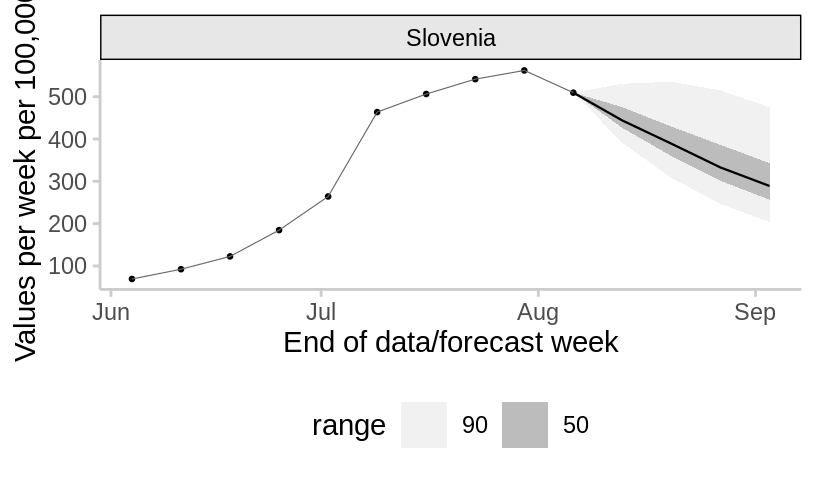 Slovenia
Values per week per 100,000
500
400
300
200
100
Jun Jul Aug Sep
End of data/forecast week
range 90 50